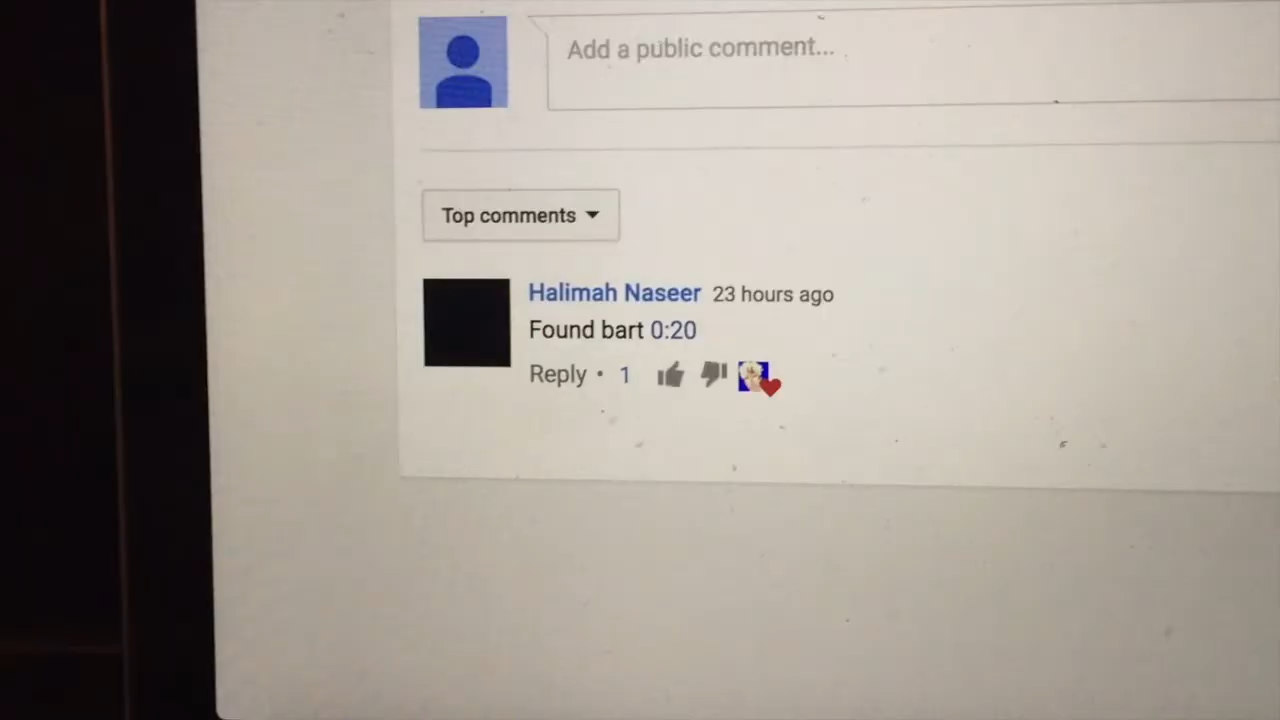 Add a public comment...
Top comments
Halimah Naseer 23 hours ago
Found bart 0:20
Reply • 1